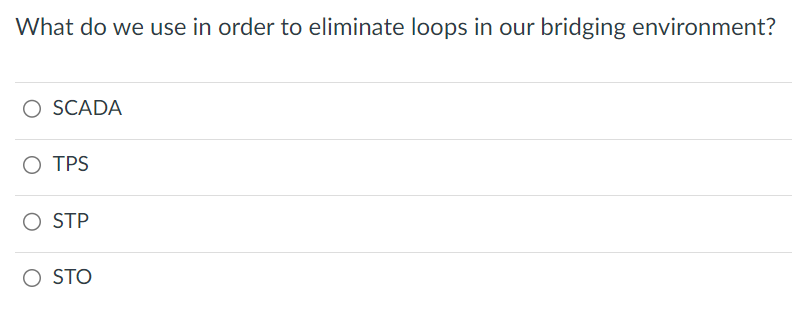 What do we use in order to eliminate loops in our bridging environment?
SCADA
TPS
STP
STO